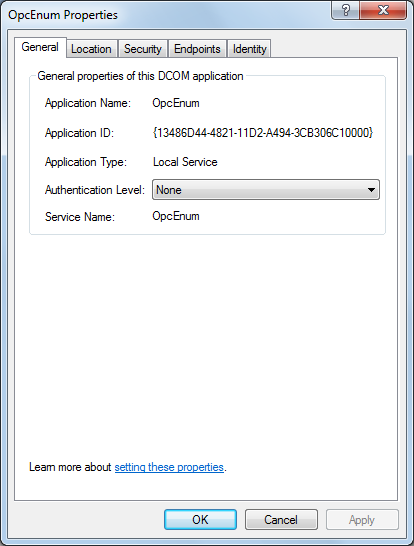 OpcEnum Properties
?
General Location Security Endpoints Identity
General properties of this DCOM application
Application Name: OpcEnum
Application ID: {13486D44-4821-11D2-A494-3CB306C10000}
Application Type: Local Service
Authentication Level: None
Service Name: OpcEnum
Learn more about setting these properties.
OK Cancel Apply